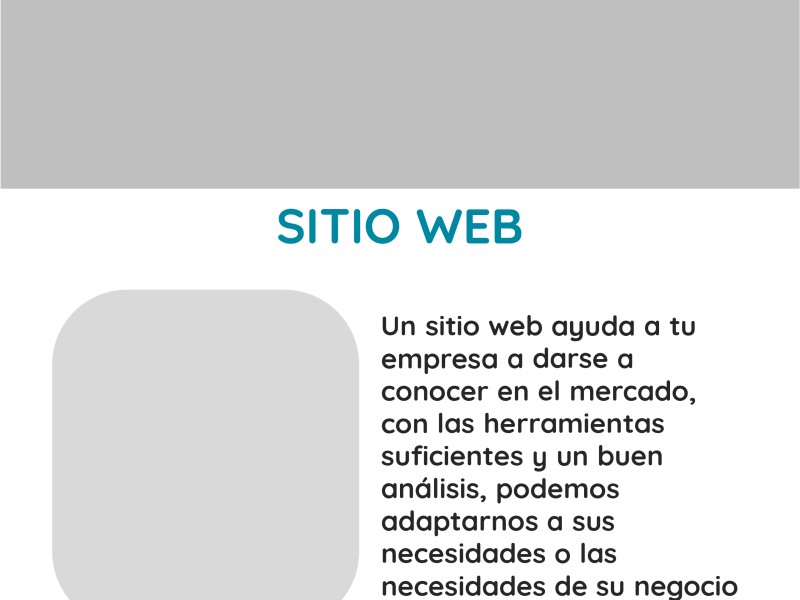 SITIO WEB
Un sitio web ayuda a tu
empresa a darse a
conocer en el mercado,
con las herramientas
suficientes y un buen
análisis, podemos
adaptarnos a sus
necesidades o las
necesidades de su negocio